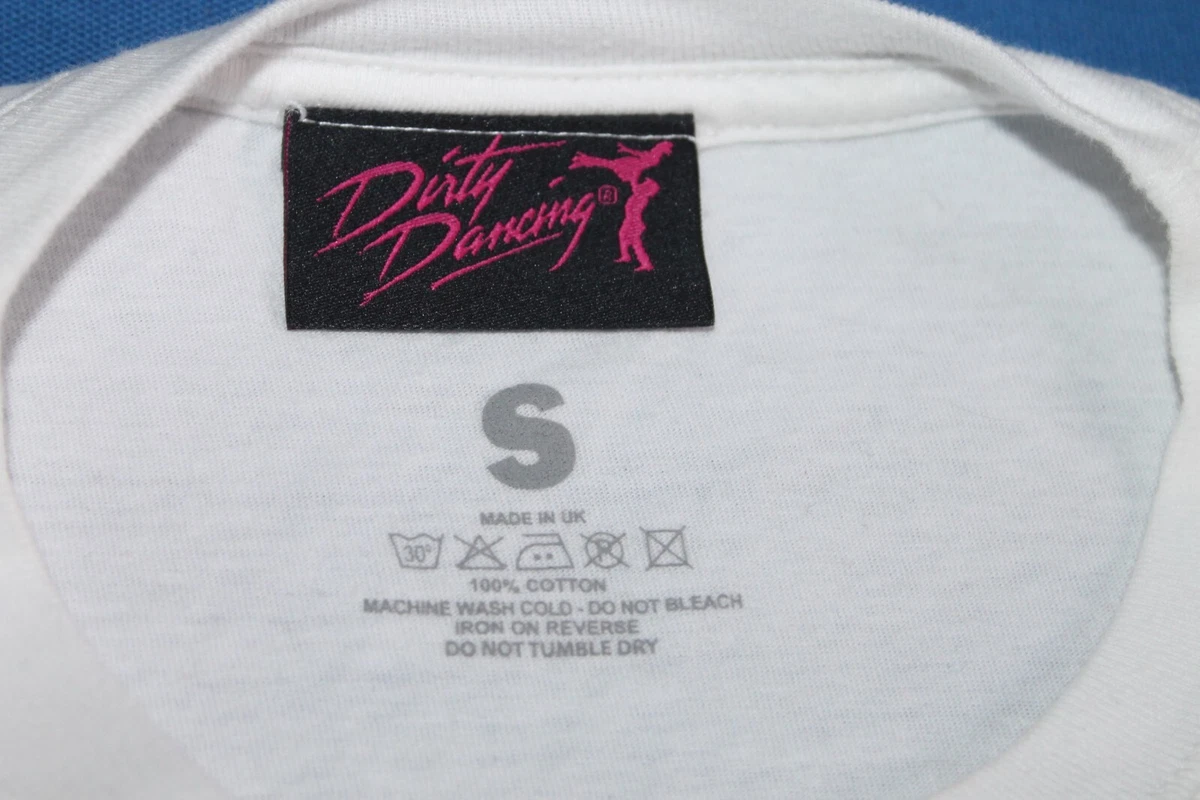 Dirty
Dancing®
S
MADE IN UK
30°
P
100% COTTON
MACHINE WASH COLD - DO NOT BLEACH
IRON ON REVERSE
DO NOT TUMBLE DRY